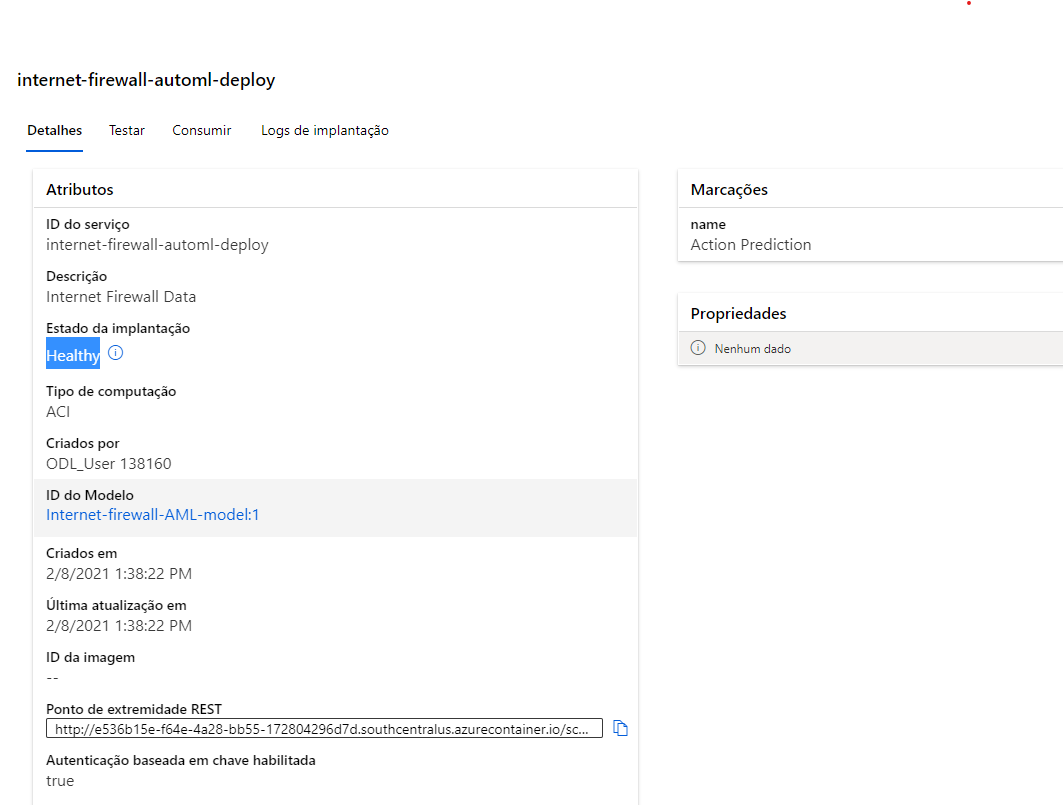 internet-firewall-automl-deploy
Detalhes Testar Consumir Logs de implantação
Atributos
ID do serviço
internet-firewall-automl-deploy
Descrição
Internet Firewall Data
Estado da implantação
Healthy
Tipo de computação
ACI
Criados por
ODL_User 138160
ID do Modelo
Internet-firewall-AML-model:1
Criados em
2/8/2021 1:38:22 PM
Última atualização em
2/8/2021 1:38:22 PM
ID da imagem
--
Ponto de extremidade REST
http://e536b15e-f64e-4a28-bb55-172804296d7d.southcentralus.azurecontainer.io/sc...
Autenticação baseada em chave habilitada
true
Marcações
name
Action Prediction
Propriedades
Nenhum dado